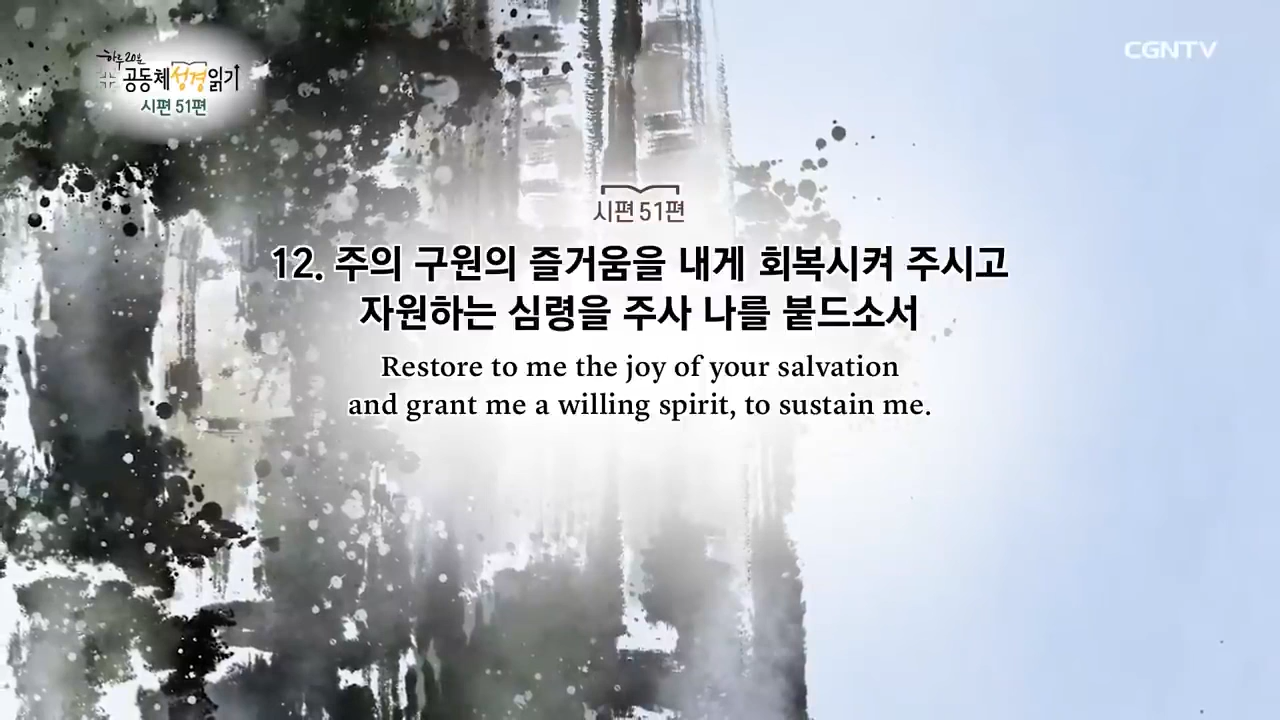 하루 20분
공동체성경읽기
시편 51편
CGNTV
시편 51편
12. 주의 구원의 즐거움을 내게 회복시켜 주시고
자원하는 심령을 주사 나를 붙드소서
Restore to me the joy of your salvation
and grant me a willing spirit, to sustain me.